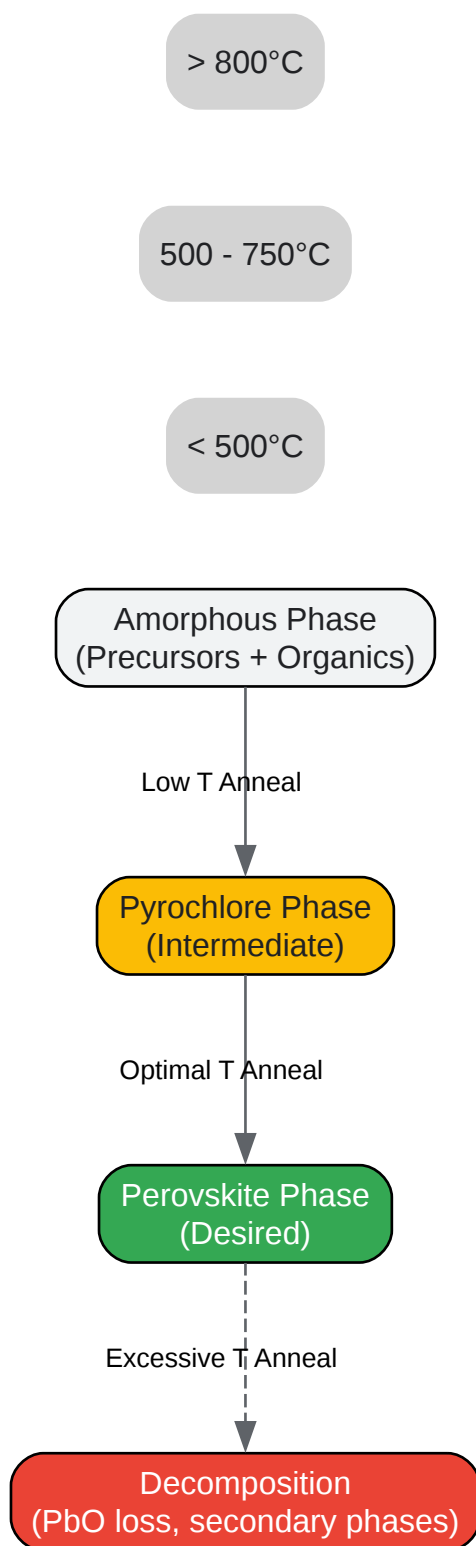 > 800°C
500 - 750°C
< 500°C
Amorphous Phase
(Precursors + Organics)
Low T Anneal
Pyrochlore Phase
(Intermediate)
Optimal T Anneal
Perovskite Phase
(Desired)
Excessive T Anneal
Decomposition
(PbO loss, secondary phases)